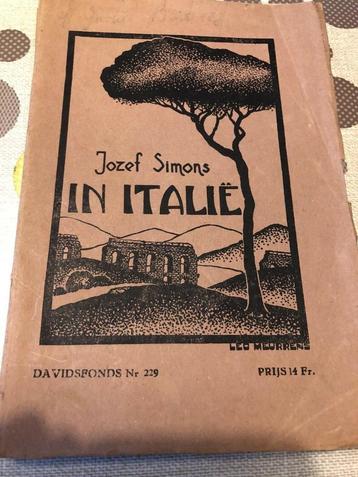 Jozef Simons
IN ITALIË
LEO MEURRENS
DAVIDSFONDS Nr 229
PRIJS 14 Fr.